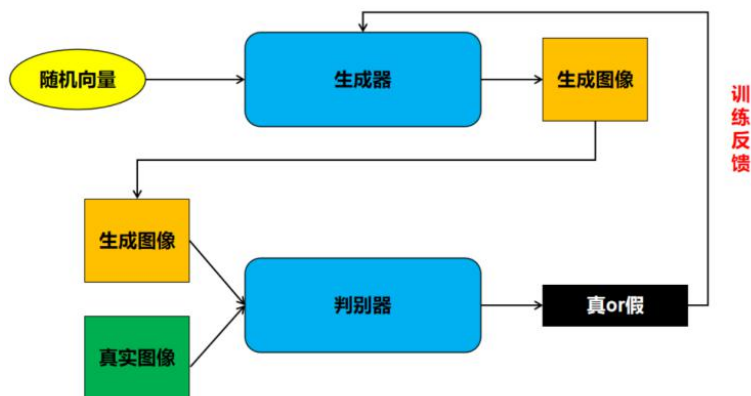 随机向量
生成器
生成图像
训练反馈
生成图像
真实图像
判别器
真or假